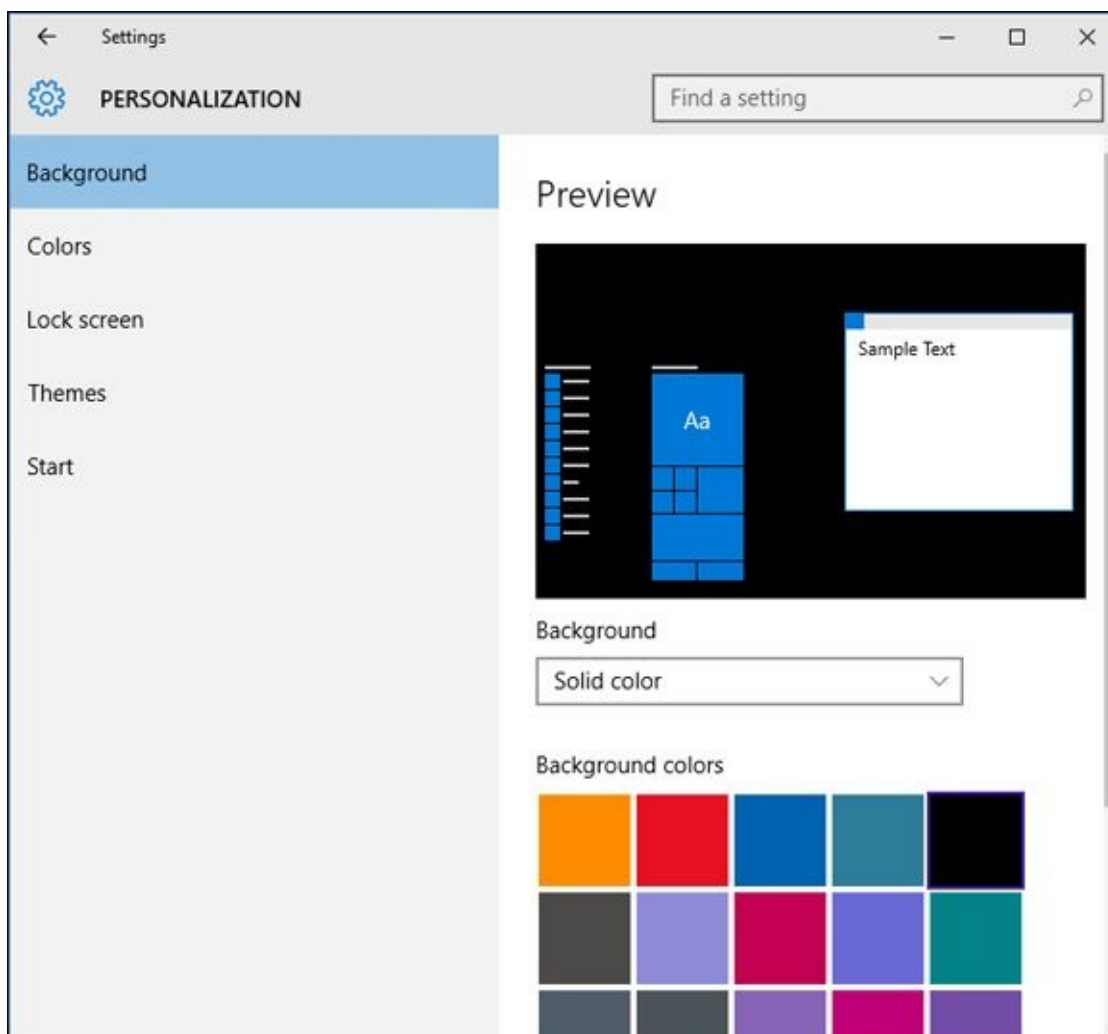 Settings
PERSONALIZATION
Find a setting
Background
Colors
Lock screen
Themes
Start
Preview
Sample Text
Aa
Background
Solid color
Background colors